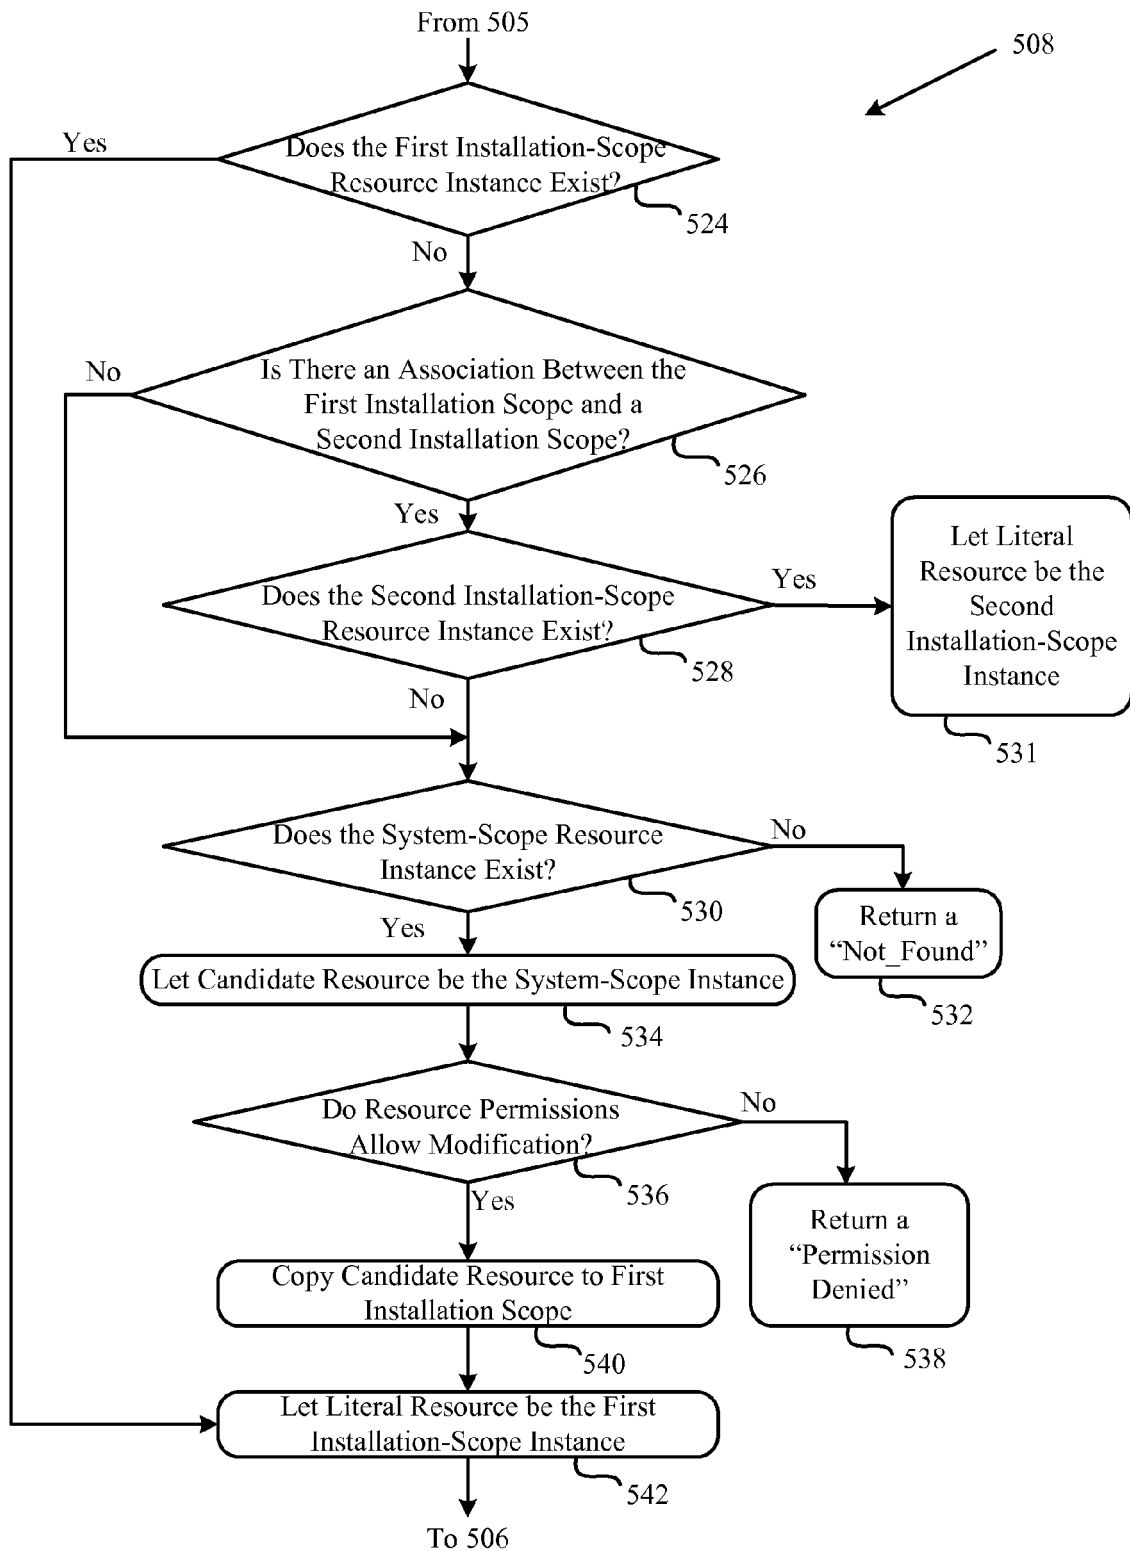 From 505
508
Yes
Does the First Installation-Scope
Resource Instance Exist?
524
No
No
Is There an Association Between the
First Installation Scope and a
Second Installation Scope?
526
Yes
Let Literal
Resource be the
Second
Installation-Scope
Instance
Yes
Does the Second Installation-Scope
Resource Instance Exist?
528
No
531
Does the System-Scope Resource
Instance Exist?
No
530
Yes
Return a
“Not_Found”
532
Let Candidate Resource be the System-Scope Instance
534
Do Resource Permissions
Allow Modification?
No
536
Yes
Return a
“Permission
Denied”
538
Copy Candidate Resource to First
Installation Scope
540
Let Literal Resource be the First
Installation-Scope Instance
542
To 506